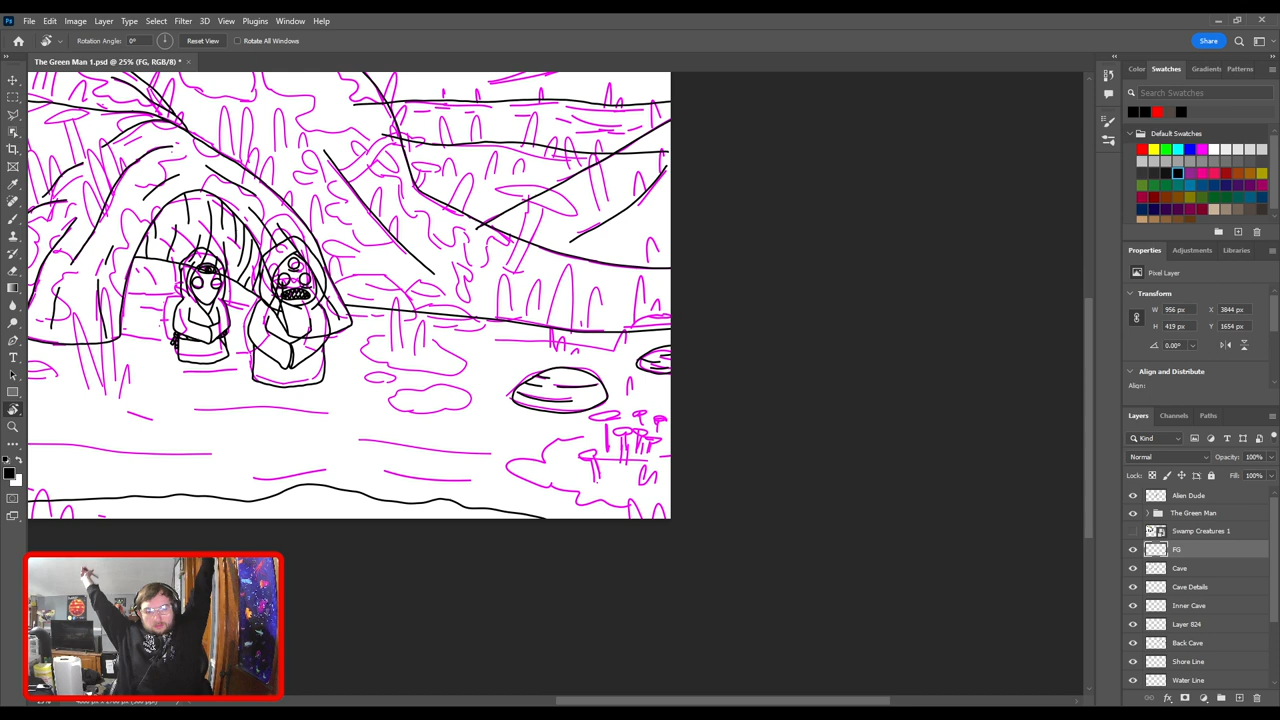 Ps File Edit Image Layer Type Select Filter 3D View Plugins Window Help
Rotation Angle: 0° Reset View Rotate All Windows Share
The Green Man 1.psd @ 25% (FG, RGB/8) *
Color Swatches Gradients Patterns
Search Swatches
Default Swatches
Properties Adjustments Libraries
Pixel Layer
Transform
W 956 px X 3844 px
H 419 px Y 1654 px
0.00°
Align and Distribute
Align:
Layers Channels Paths
Kind
Normal Opacity: 100%
Lock: Fill: 100%
Alien Dude
The Green Man
Swamp Creatures 1
FG
Cave
Cave Details
Inner Cave
Layer 824
Back Cave
Shore Line
Water Line